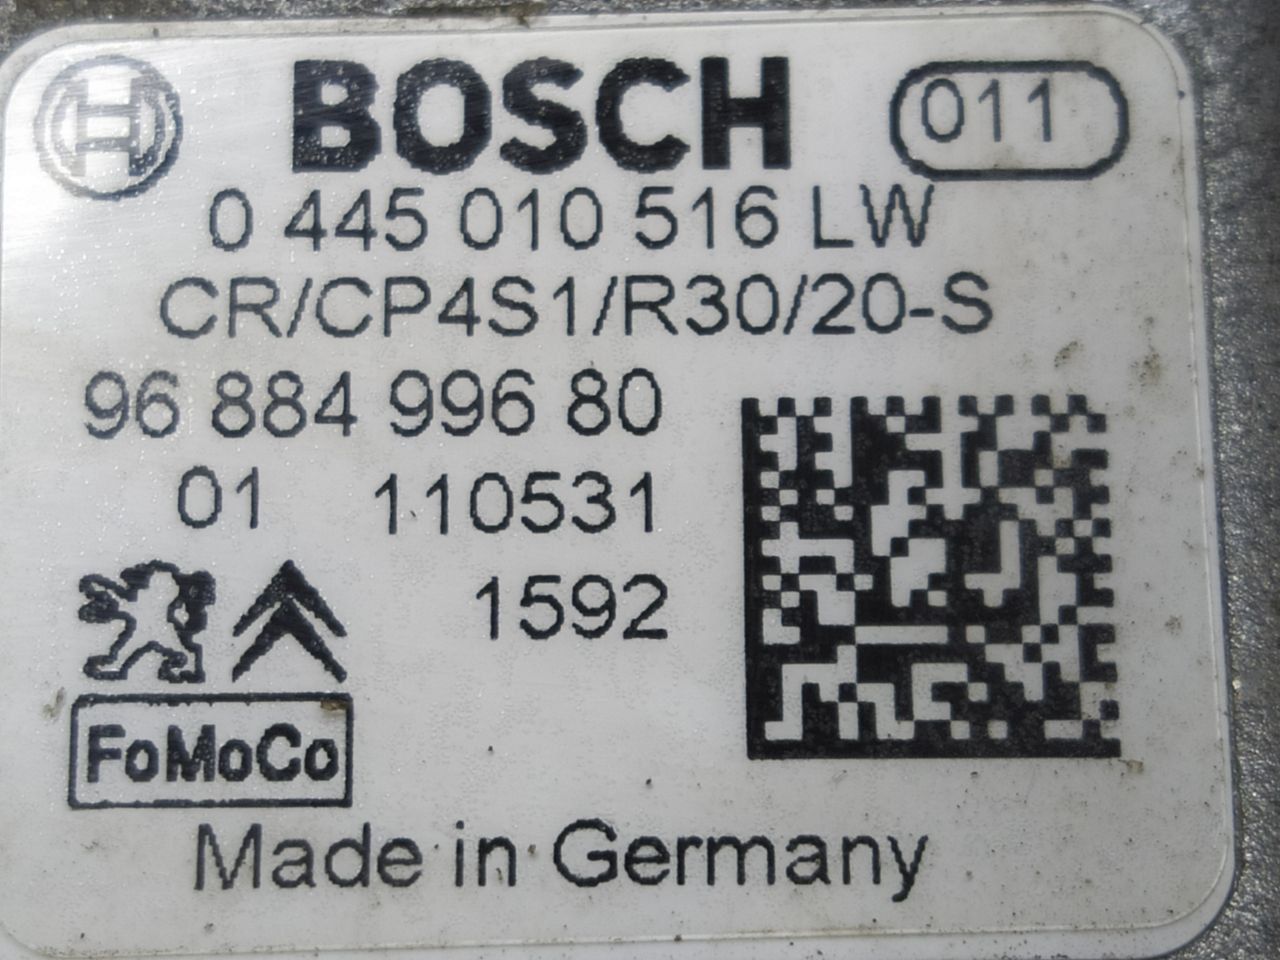 BOSCH 011
0 445 010 516 LW
CR/CP4S1/R30/20-S
96 884 996 80
01 110531
1592
FoMoCo
Made in Germany